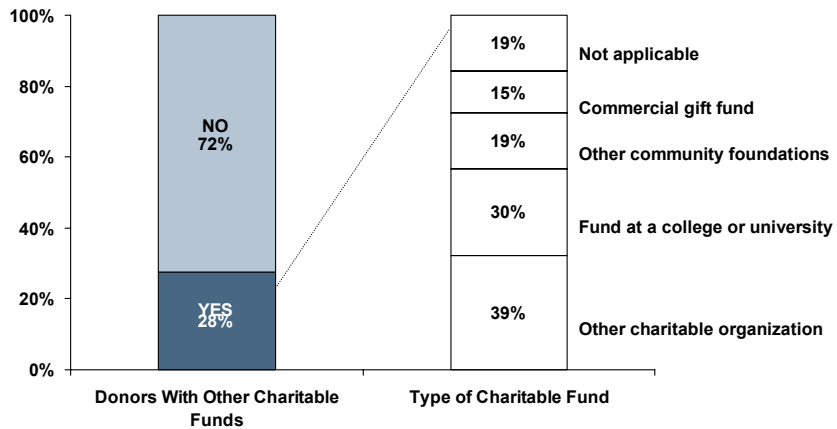 100%
80%
60%
40%
20%
0%
NO
72%
YES
28%
19%
15%
19%
30%
39%
Not applicable
Commercial gift fund
Other community foundations
Fund at a college or university
Other charitable organization
Donors With Other Charitable
Funds
Type of Charitable Fund